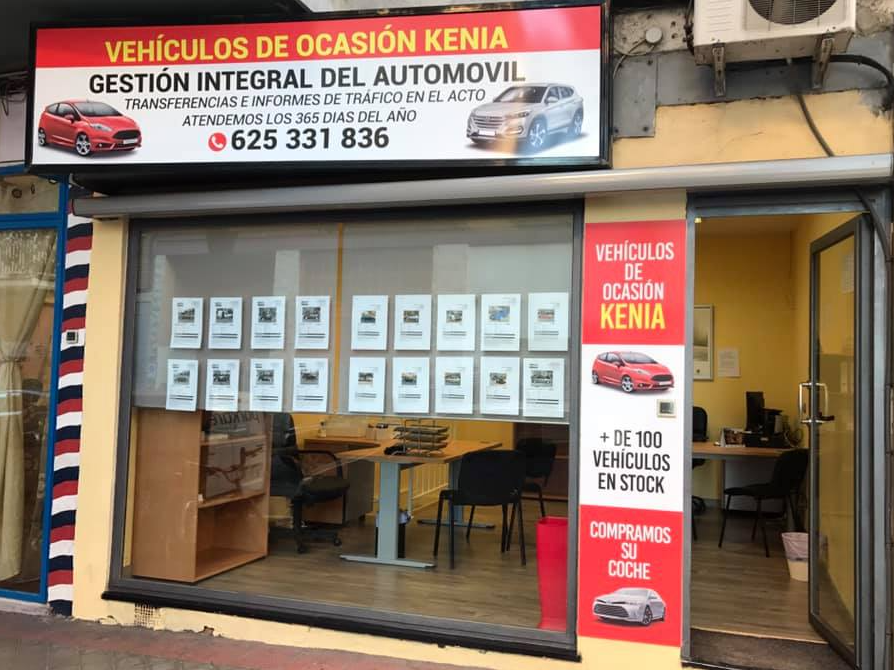 VEHÍCULOS DE OCASIÓN KENIA
GESTIÓN INTEGRAL DEL AUTOMOVIL
TRANSFERENCIAS E INFORMES DE TRÁFICO EN EL ACTO
ATENDEMOS LOS 365 DIAS DEL AÑO
625 331 836
VEHÍCULOS
DE
OCASIÓN
KENIA
+ DE 100
VEHÍCULOS
EN STOCK
COMPRAMOS
SU
COCHE